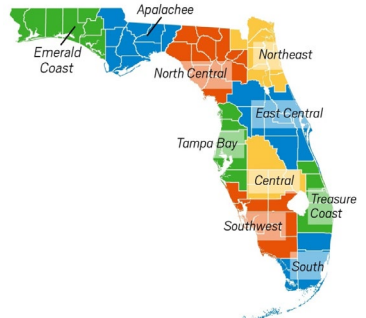 Apalachee
Emerald
Coast
Northeast
North Central
East Central
Tampa Bay
Central
Treasure
Coast
Southwest
South